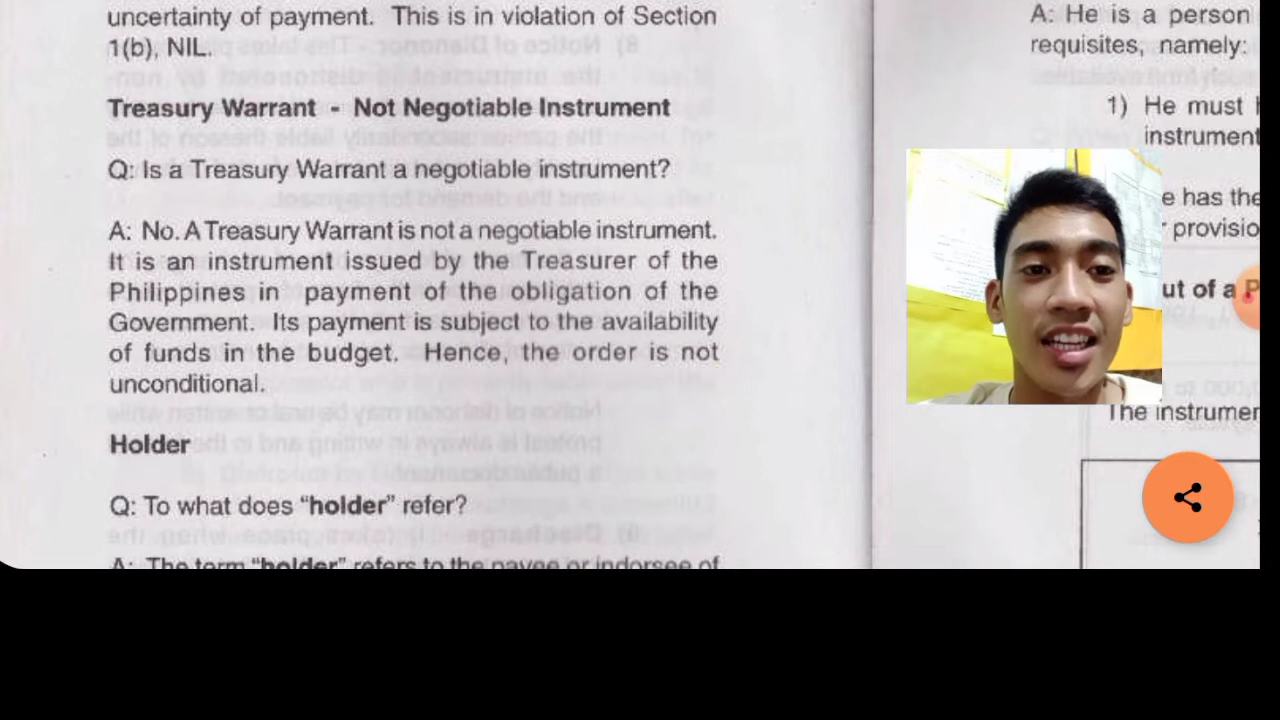 uncertainty of payment. This is in violation of Section
1(b), NIL.
Treasury Warrant - Not Negotiable Instrument
Q: Is a Treasury Warrant a negotiable instrument?
A: No. A Treasury Warrant is not a negotiable instrument.
It is an instrument issued by the Treasurer of the
Philippines in payment of the obligation of the
Government. Its payment is subject to the availability
of funds in the budget. Hence, the order is not
unconditional.
Holder
Q: To what does “holder” refer?
A: The term “holder” refers to the payee or indorsee of
A: He is a person
requisites, namely:
1) He must
instrument
e has the
provisio
ut of a P
The instrumen